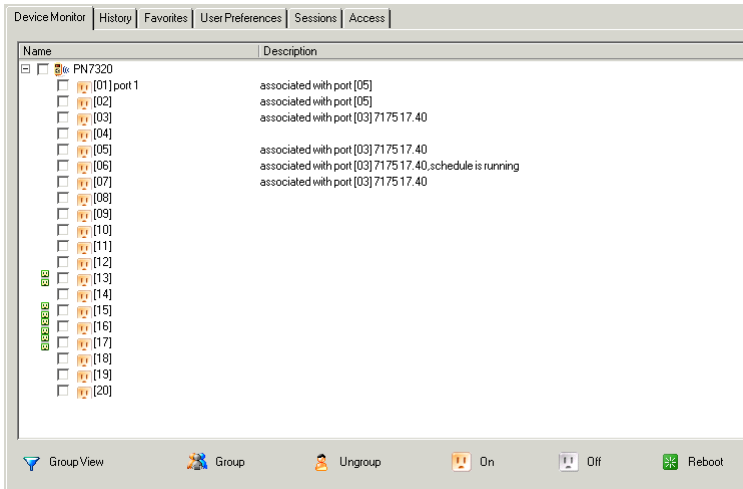 Device Monitor History Favorites User Preferences Sessions Access
Name Description
PN7320
[01] port 1 associated with port [05]
[02] associated with port [05]
[03] associated with port [03] 7175 17.40
[04]
[05] associated with port [03] 7175 17.40
[06] associated with port [03] 7175 17.40,schedule is running
[07] associated with port [03] 7175 17.40
[08]
[09]
[10]
[11]
[12]
[13]
[14]
[15]
[16]
[17]
[18]
[19]
[20]
Group View Group Ungroup On Off Reboot